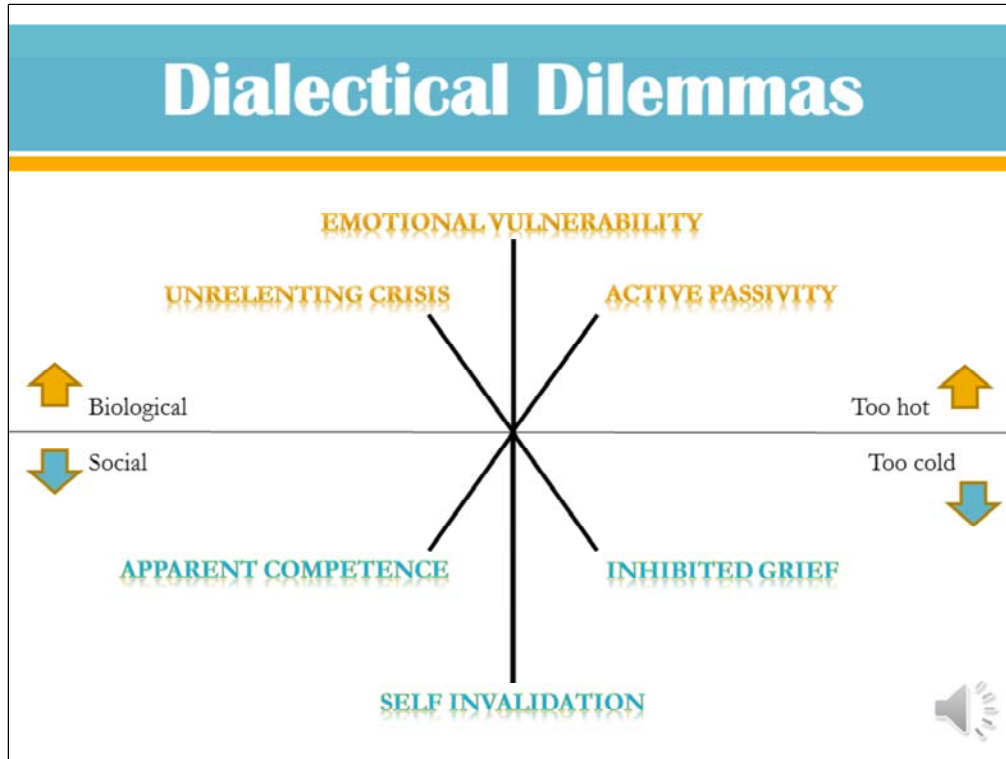 Dialectical Dilemmas
EMOTIONAL VULNERABILITY
UNRELENTING CRISIS
ACTIVE PASSIVITY
Biological
Too hot
Social
Too cold
APPARENT COMPETENCE
INHIBITED GRIEF
SELF INVALIDATION